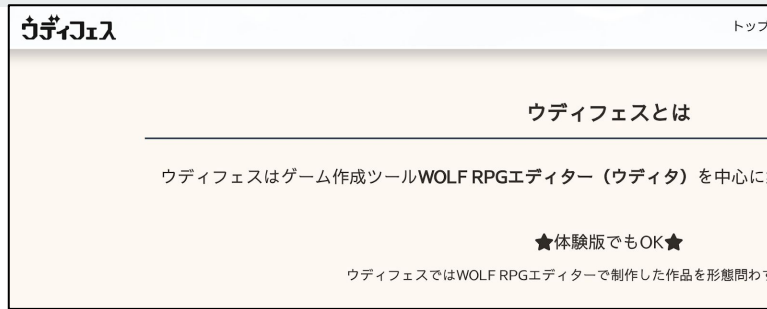 ウディフェス トップ
ウディフェスとは
ウディフェスはゲーム作成ツールWOLF RPGエディター（ウディタ）を中心に
★体験版でもOK★
ウディフェスではWOLF RPGエディターで制作した作品を形態問わ